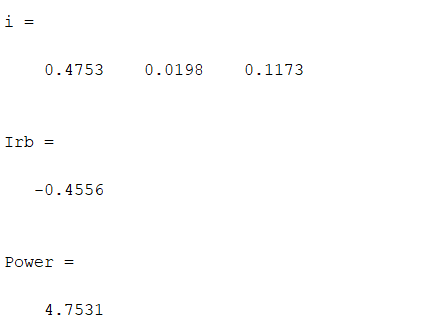 i =
0.4753 0.0198 0.1173
Irb =
-0.4556
Power =
4.7531